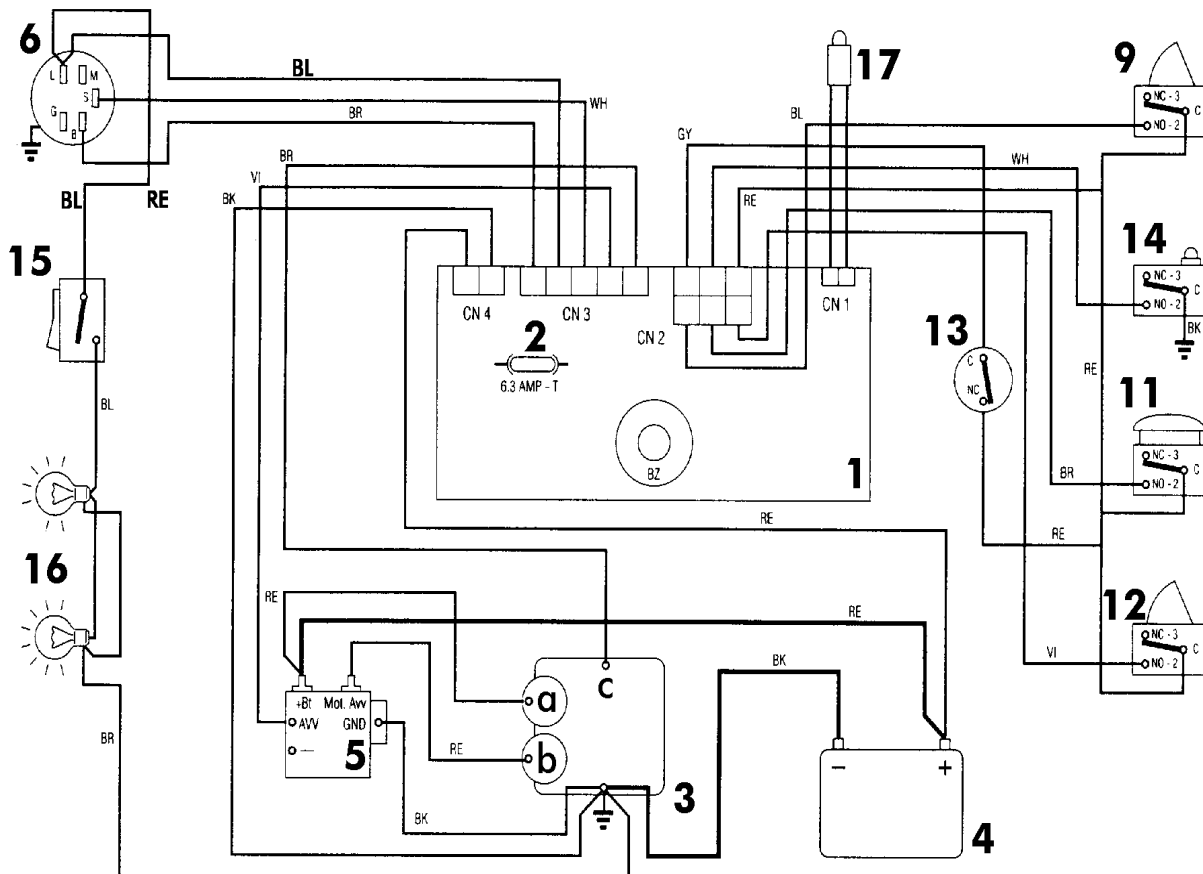 6
L
M
S
G
B
BL
WH
BR
BR
VI
BK
BL
RE
15
BL
16
BR
17
BL
GY
WH
RE
9
NC - 3
C
NO - 2
14
NC - 3
C
NO - 2
BK
CN 4
CN 3
CN 2
CN 1
2
6.3 AMP - T
BZ
1
13
C
NC
RE
11
NC - 3
C
NO - 2
BR
RE
RE
12
NC - 3
C
NO - 2
VI
RE
RE
+Bt
Mot. Avv
AVV
GND
5
RE
BK
a
b
c
3
BK
4